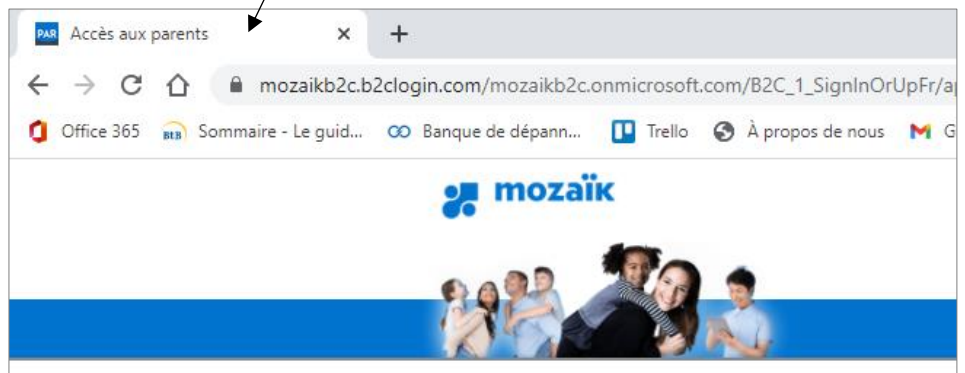 PAR Accès aux parents
mozaikb2c.b2clogin.com/mozaikb2c.onmicrosoft.com/B2C_1_SignInOrUpFr/a
Office 365 BtB Sommaire - Le guid... Banque de dépann... Trello À propos de nous G
mozaïk